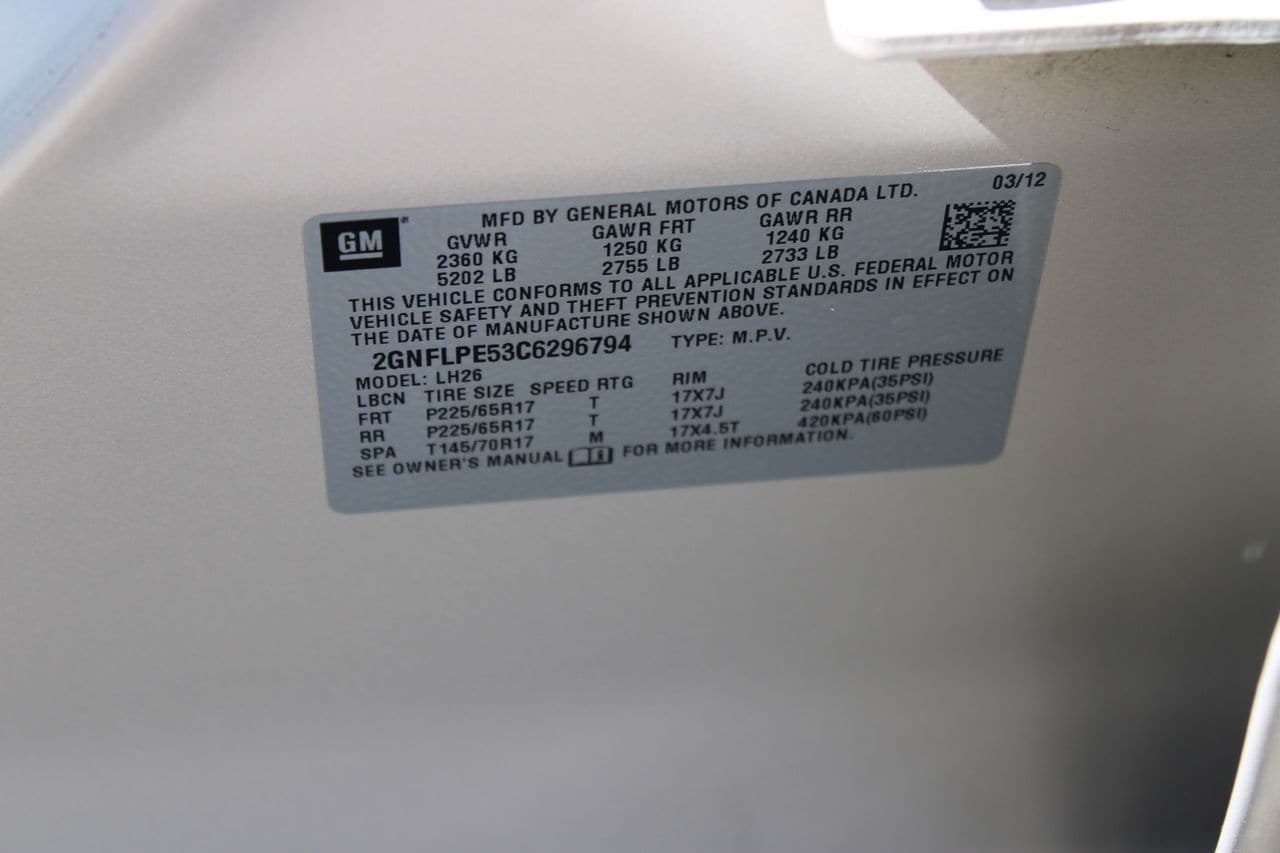 GM
MFD BY GENERAL MOTORS OF CANADA LTD. 03/12
GVWR GAWR FRT GAWR RR
2360 KG 1250 KG 1240 KG
5202 LB 2755 LB 2733 LB
THIS VEHICLE CONFORMS TO ALL APPLICABLE U.S. FEDERAL MOTOR
VEHICLE SAFETY AND THEFT PREVENTION STANDARDS IN EFFECT ON
THE DATE OF MANUFACTURE SHOWN ABOVE.
2GNFLPE53C6296794 TYPE: M.P.V.
MODEL: LH26
LBCN TIRE SIZE SPEED RTG RIM COLD TIRE PRESSURE
FRT P225/65R17 T 17X7J 240KPA(35PSI)
RR P225/65R17 T 17X7J 240KPA(35PSI)
SPA T145/70R17 M 17X4.5T 420KPA(60PSI)
SEE OWNER'S MANUAL FOR MORE INFORMATION.